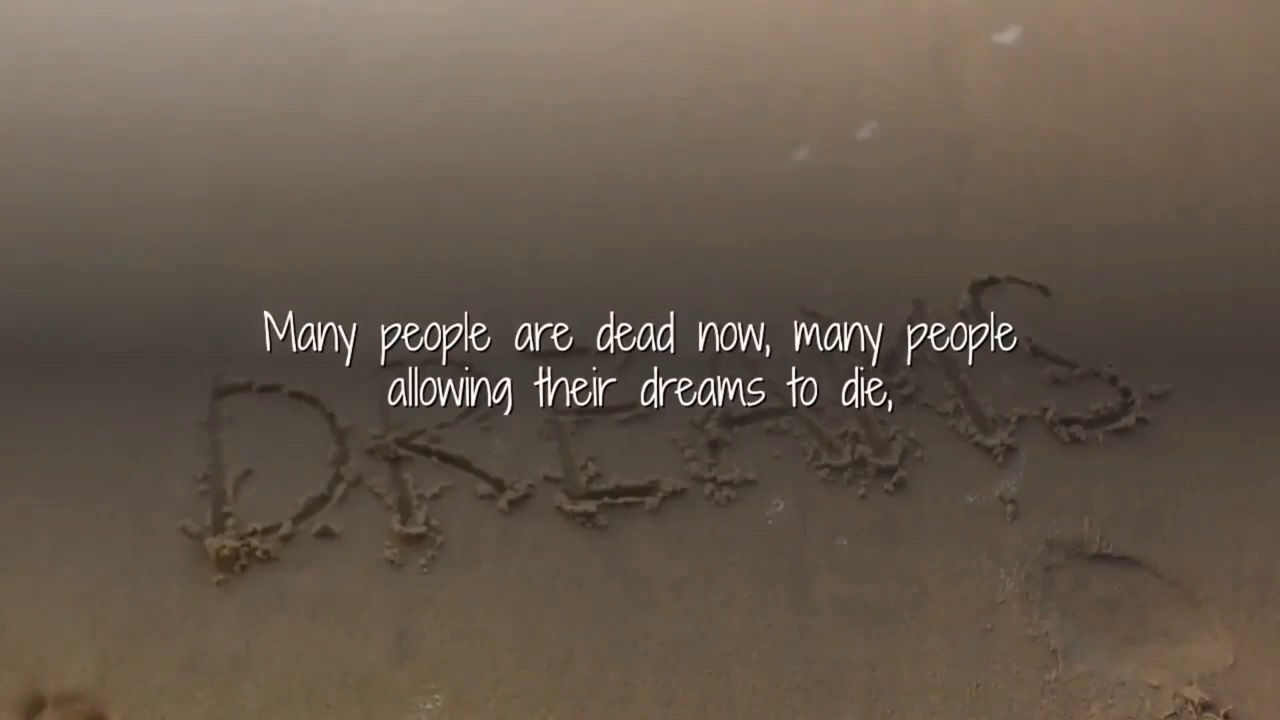 Many people are dead now, many people
allowing their dreams to die,
DREAMS